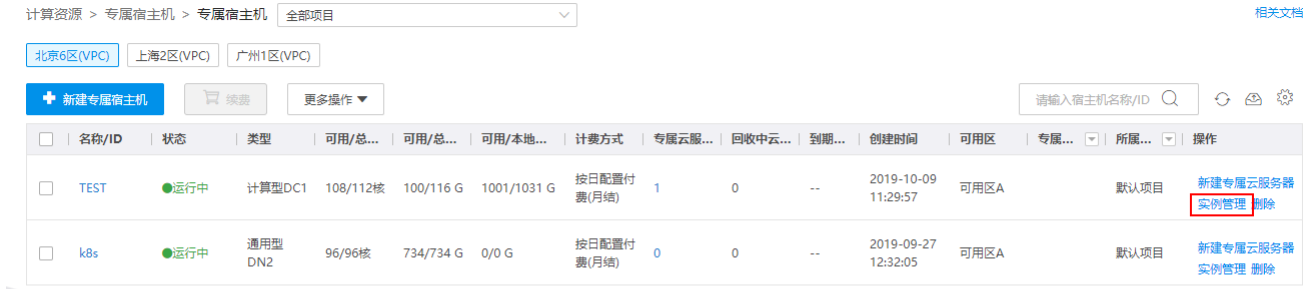 计算资源 > 专属宿主机 > 专属宿主机 全部项目 相关文档
北京6区(VPC) 上海2区(VPC) 广州1区(VPC)
新建专属宿主机 续费 更多操作 请输入宿主机名称/ID
名称/ID 状态 类型 可用/总... 可用/总... 可用/本地... 计费方式 专属云服... 回收中云... 到期... 创建时间 可用区 专属... 所属... 操作
TEST 运行中 计算型DC1 108/112核 100/116 G 1001/1031 G 按日配置付 1 0 -- 2019-10-09 可用区A 默认项目 新建专属云服务器
费(月结) 11:29:57 实例管理 删除
k8s 运行中 通用型 96/96核 734/734 G 0/0 G 按日配置付 0 0 -- 2019-09-27 可用区A 默认项目 新建专属云服务器
DN2 费(月结) 12:32:05 实例管理 删除